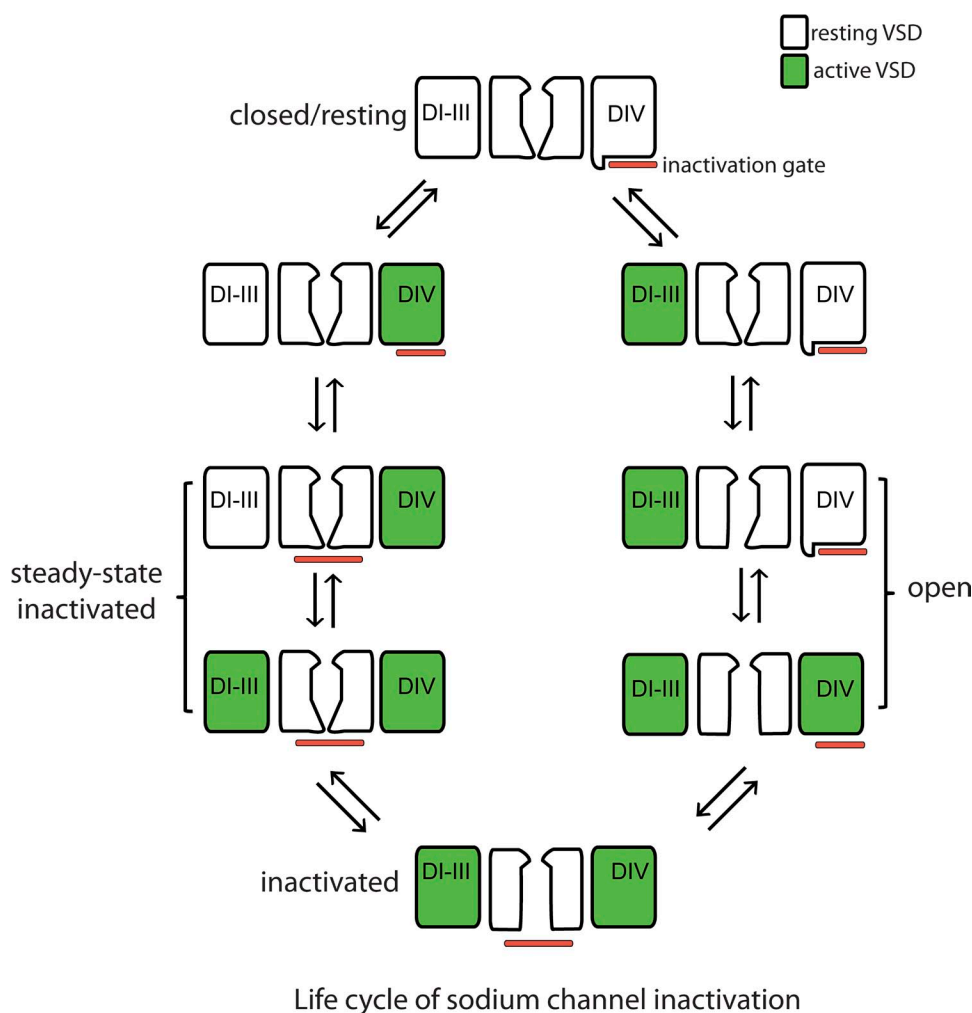 resting VSD
active VSD
closed/resting
DI-III
DIV
inactivation gate
DI-III
DIV
DI-III
DIV
DI-III
DIV
DI-III
DIV
steady-state
inactivated
open
DI-III
DIV
DI-III
DIV
inactivated
DI-III
DIV
Life cycle of sodium channel inactivation